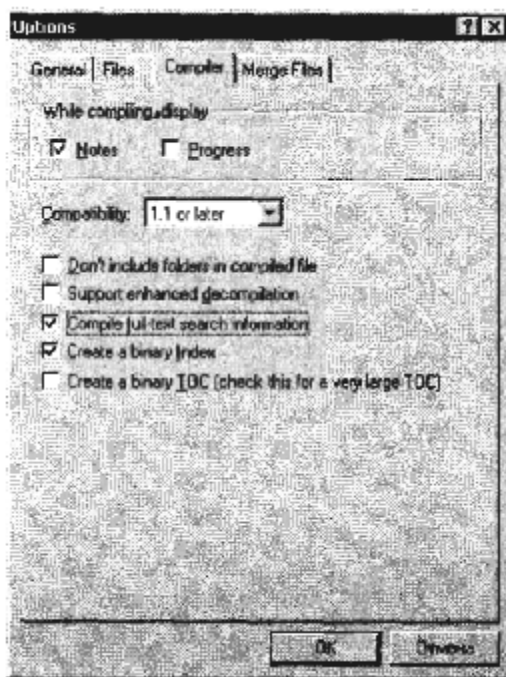 Options
General Files Compiler Merge Files
While compiling, display
Notes Progress
Compatibility: 1.1 or later
Don't include folders in compiled file
Support enhanced decompilation
Compile full-text search information
Create a binary Index
Create a binary TOC (check this for a very large TOC)
OK